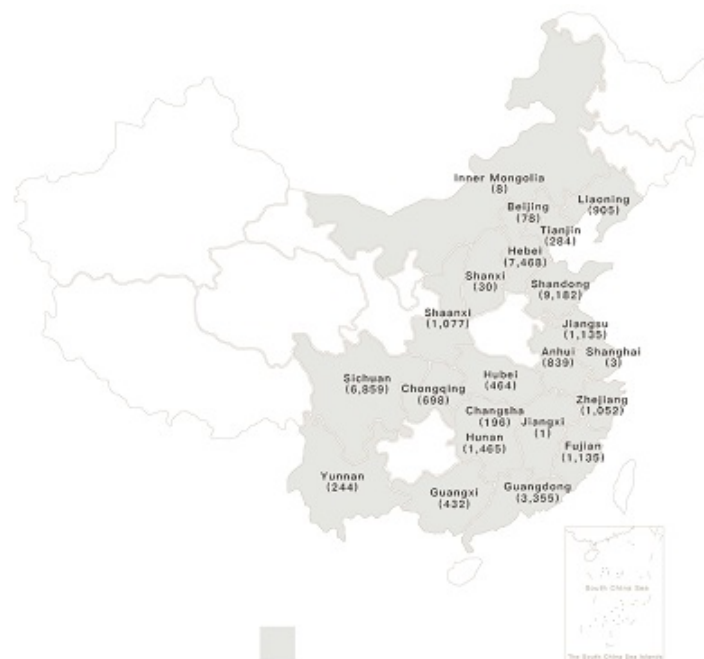 Inner Mongolia
(8)
Beijing
(78)
Liaoning
(905)
Tianjin
(284)
Hebei
(7,468)
Shanxi
(30)
Shandong
(9,182)
Shaanxi
(1,077)
Jiangsu
(1,135)
Anhui
(839)
Shanghai
(3)
Sichuan
(6,859)
Chongqing
(698)
Hubei
(464)
Zhejiang
(1,052)
Changsha
(196)
Jiangxi
(1)
Hunan
(1,465)
Fujian
(1,135)
Yunnan
(244)
Guangxi
(432)
Guangdong
(3,355)
South China Sea
The South China Sea Islands